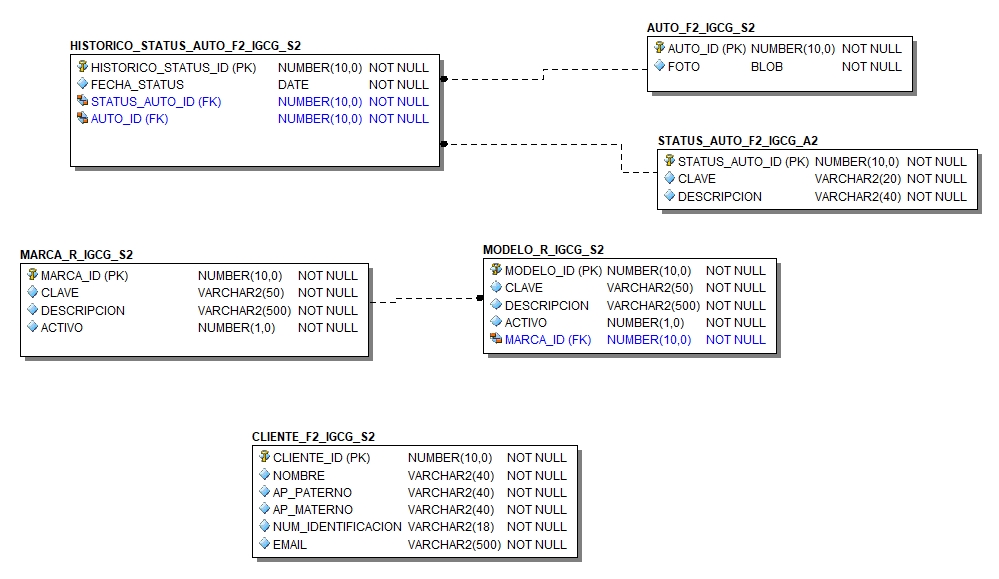 HISTORICO_STATUS_AUTO_F2_IGCG_S2
HISTORICO_STATUS_ID (PK) NUMBER(10,0) NOT NULL
FECHA_STATUS DATE NOT NULL
STATUS_AUTO_ID (FK) NUMBER(10,0) NOT NULL
AUTO_ID (FK) NUMBER(10,0) NOT NULL
AUTO_F2_IGCG_S2
AUTO_ID (PK) NUMBER(10,0) NOT NULL
FOTO BLOB NOT NULL
STATUS_AUTO_F2_IGCG_A2
STATUS_AUTO_ID (PK) NUMBER(10,0) NOT NULL
CLAVE VARCHAR2(20) NOT NULL
DESCRIPCION VARCHAR2(40) NOT NULL
MARCA_R_IGCG_S2
MARCA_ID (PK) NUMBER(10,0) NOT NULL
CLAVE VARCHAR2(50) NOT NULL
DESCRIPCION VARCHAR2(500) NOT NULL
ACTIVO NUMBER(1,0) NOT NULL
MODELO_R_IGCG_S2
MODELO_ID (PK) NUMBER(10,0) NOT NULL
CLAVE VARCHAR2(50) NOT NULL
DESCRIPCION VARCHAR2(500) NOT NULL
ACTIVO NUMBER(1,0) NOT NULL
MARCA_ID (FK) NUMBER(10,0) NOT NULL
CLIENTE_F2_IGCG_S2
CLIENTE_ID (PK) NUMBER(10,0) NOT NULL
NOMBRE VARCHAR2(40) NOT NULL
AP_PATERNO VARCHAR2(40) NOT NULL
AP_MATERNO VARCHAR2(40) NOT NULL
NUM_IDENTIFICACION VARCHAR2(18) NOT NULL
EMAIL VARCHAR2(500) NOT NULL